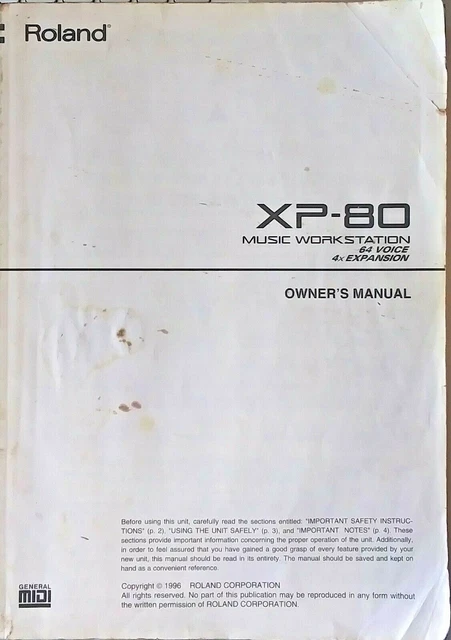 Roland®
XP-80
MUSIC WORKSTATION
64 VOICE
4x EXPANSION
OWNER'S MANUAL
Before using this unit, carefully read the sections entitled: "IMPORTANT SAFETY INSTRUC-
TIONS" (p. 2), "USING THE UNIT SAFELY" (p. 3), and "IMPORTANT NOTES" (p. 4). These
sections provide important information concerning the proper operation of the unit. Additionally,
in order to feel assured that you have gained a good grasp of every feature provided by your
new unit, this manual should be read in its entirety. The manual should be saved and kept on
hand as a convenient reference.
Copyright © 1996 ROLAND CORPORATION
All rights reserved. No part of this publication may be reproduced in any form without
the written permission of ROLAND CORPORATION.
GENERAL
MIDI